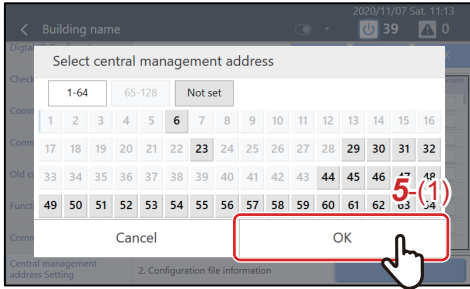 2020/11/07 Sat. 11:13
< Building name
39
0
Select central management address
1-64 65-128 Not set
1 2 3 4 5 6 7 8 9 10 11 12 13 14 15 16
17 18 19 20 21 22 23 24 25 26 27 28 29 30 31 32
33 34 35 36 37 38 39 40 41 42 43 44 45 46 47 48
49 50 51 52 53 54 55 56 57 58 59 60 61 62 63 64
5-(1)
Cancel OK
Check
Old c
Functi
Central management
address Setting
2. Configuration file information